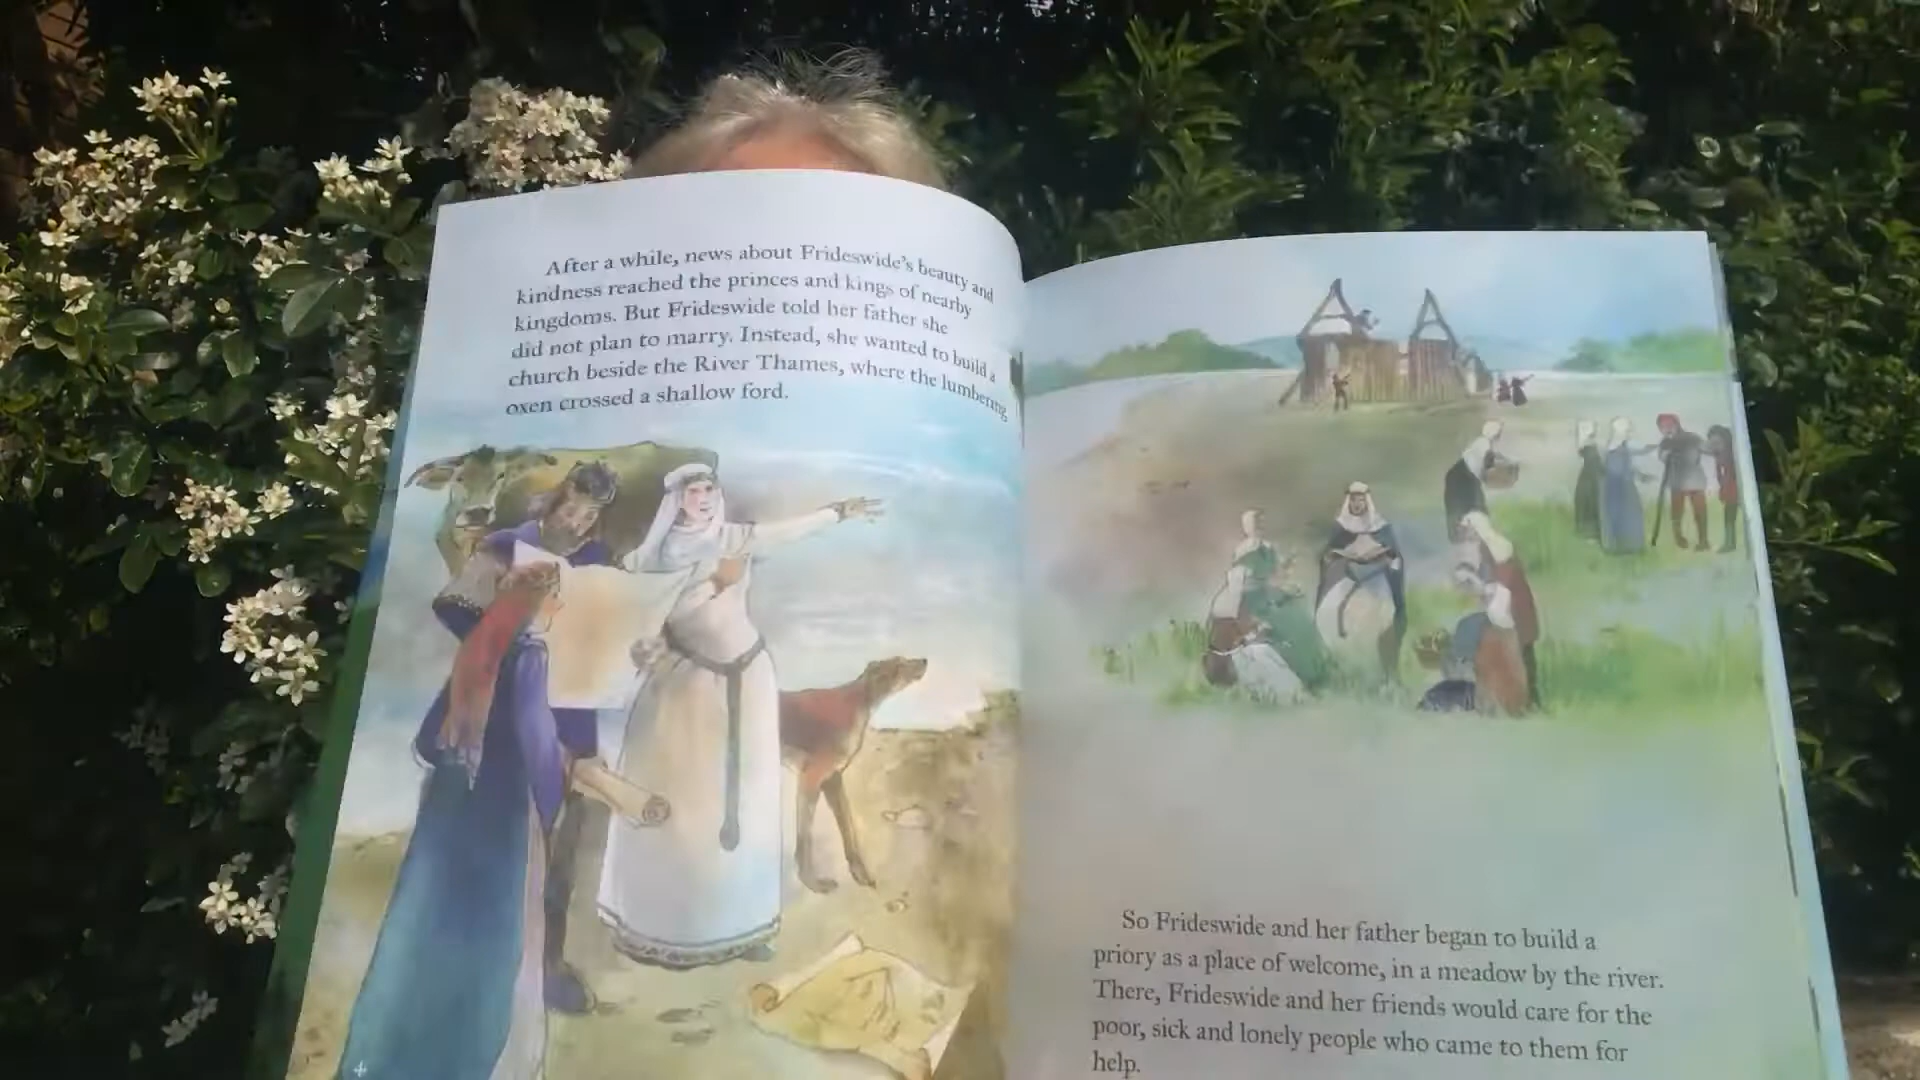 After a while, news about Frideswide's beauty and
kindness reached the princes and kings of nearby
kingdoms. But Frideswide told her father she
did not plan to marry. Instead, she wanted to build a
church beside the River Thames, where the lumbering
oxen crossed a shallow ford.
So Frideswide and her father began to build a
priory as a place of welcome, in a meadow by the river.
There, Frideswide and her friends would care for the
poor, sick and lonely people who came to them for
help.